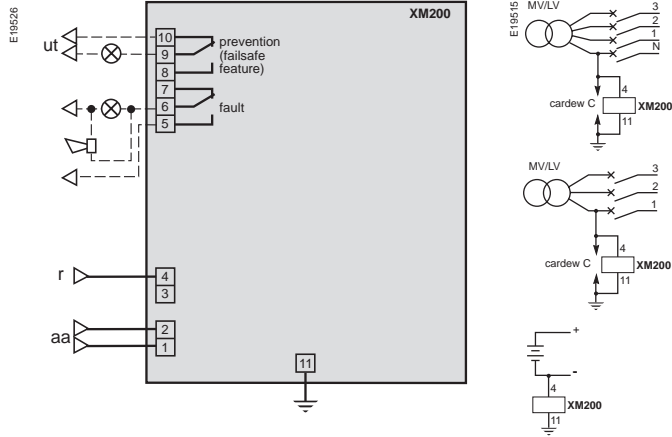 E19526
XM200
ut
10
9
8
7
6
5
prevention
(failsafe
feature)
fault
r
4
3
aa
2
1
11
E19515
MV/LV
3
2
1
N
cardew C
4
XM200
11
MV/LV
3
2
1
cardew C
4
XM200
11
+
-
4
XM200
11